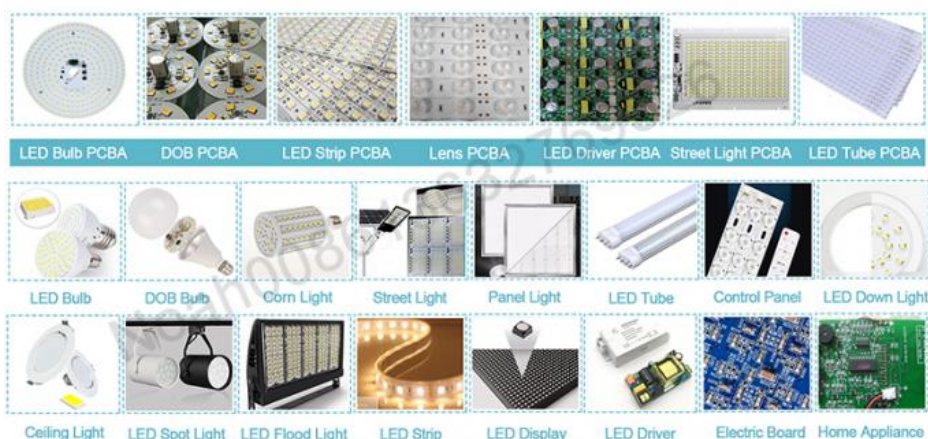 LED Bulb PCBA DOB PCBA LED Strip PCBA Lens PCBA LED Driver PCBA Street Light PCBA LED Tube PCBA
LED Bulb DOB Bulb Corn Light Street Light Panel Light LED Tube Control Panel LED Down Light
Ceiling Light LED Spot Light LED Flood Light LED Strip LED Display LED Driver Electric Board Home Appliance